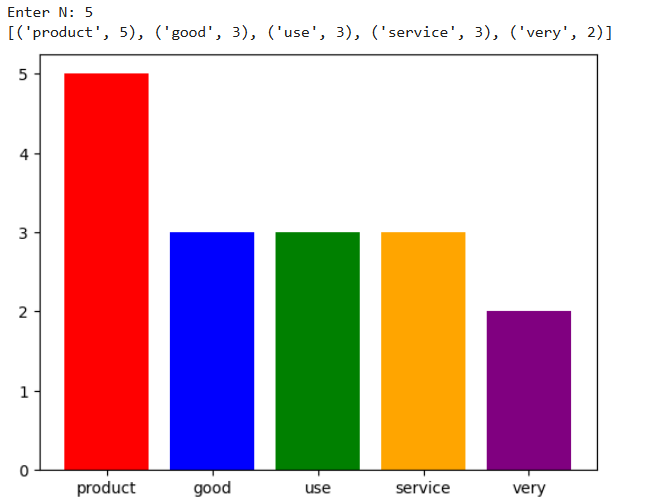 Enter N: 5
[('product', 5), ('good', 3), ('use', 3), ('service', 3), ('very', 2)]
5
4
3
2
1
0
product good use service very